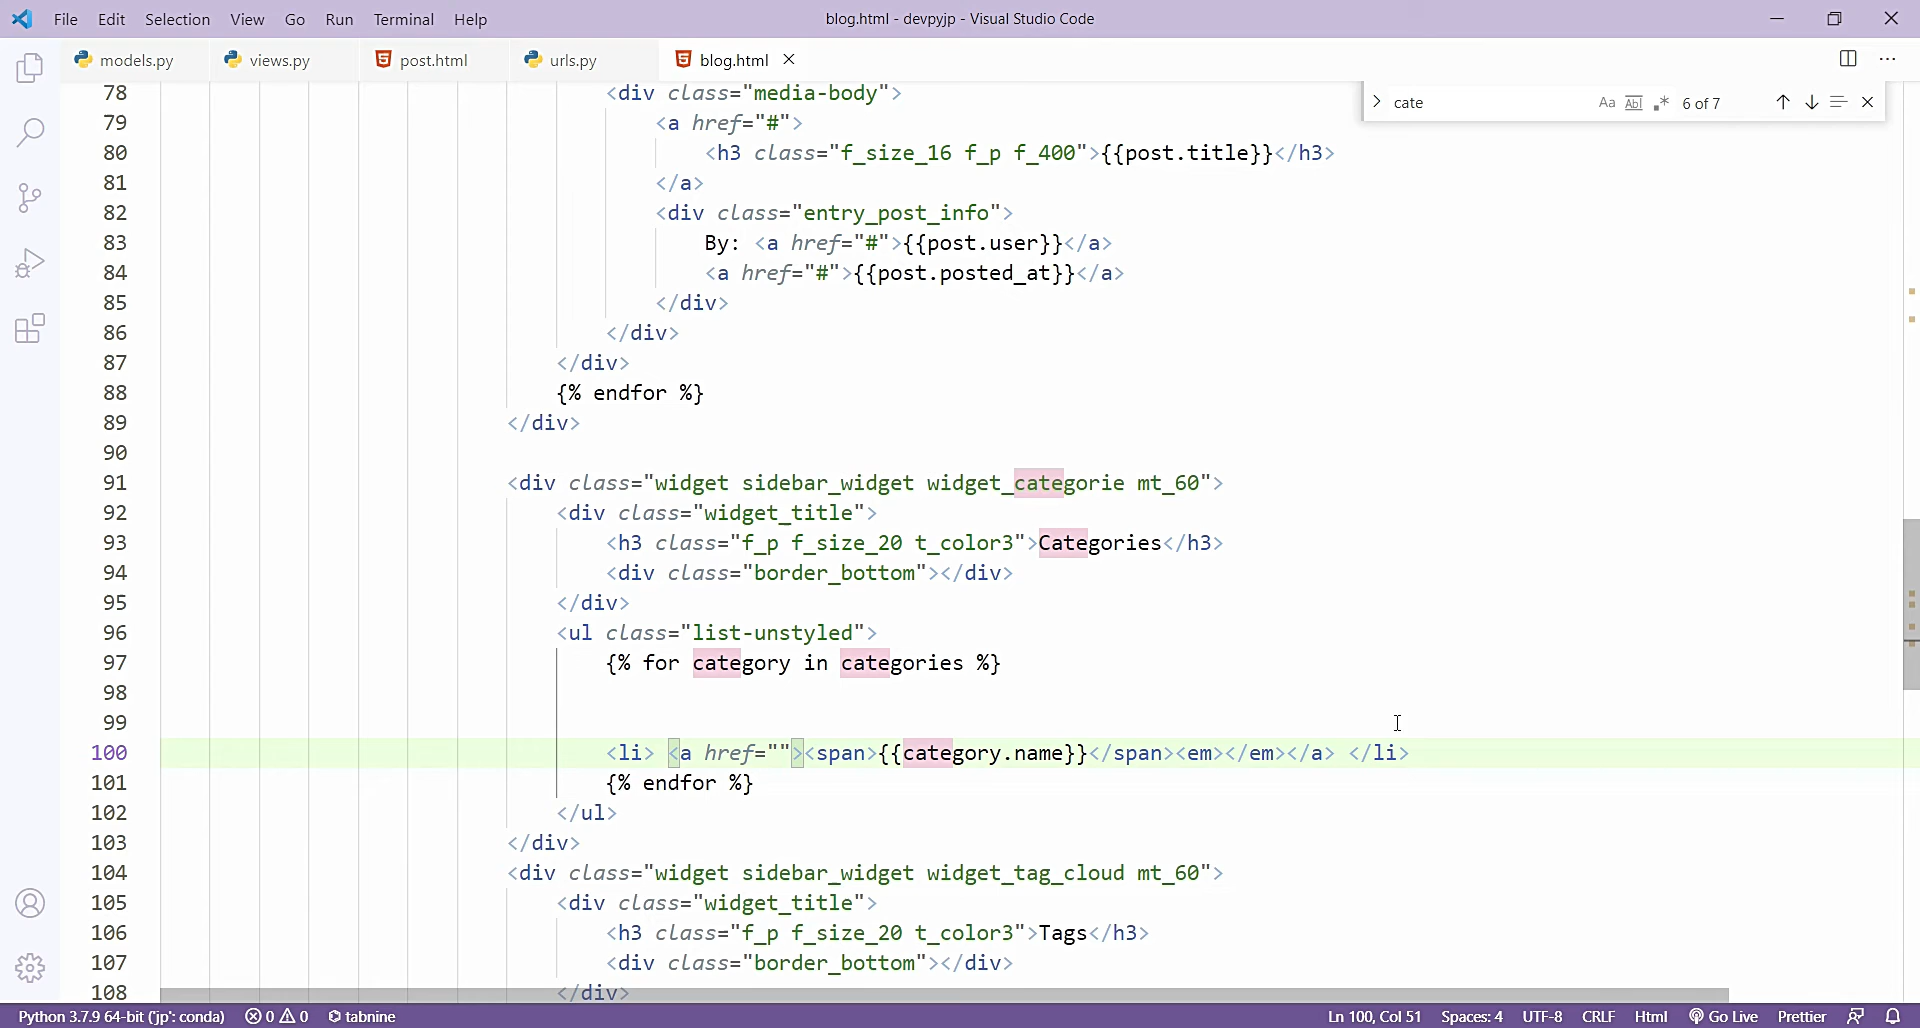 File Edit Selection View Go Run Terminal Help blog.html - devpyjp - Visual Studio Code
models.py views.py post.html urls.py blog.html
cate Aa Abl .* 6 of 7
78 <div class="media-body">
79 <a href="#">
80 <h3 class="f_size_16 f_p f_400">{{post.title}}</h3>
81 </a>
82 <div class="entry_post_info">
83 By: <a href="#">{{post.user}}</a>
84 <a href="#">{{post.posted_at}}</a>
85 </div>
86 </div>
87 </div>
88 {% endfor %}
89 </div>
90
91 <div class="widget sidebar_widget widget_categorie mt_60">
92 <div class="widget_title">
93 <h3 class="f_p f_size_20 t_color3">Categories</h3>
94 <div class="border_bottom"></div>
95 </div>
96 <ul class="list-unstyled">
97 {% for category in categories %}
98
99
100 <li> <a href=""><span>{{category.name}}</span><em></em></a> </li>
101 {% endfor %}
102 </ul>
103 </div>
104 <div class="widget sidebar_widget widget_tag_cloud mt_60">
105 <div class="widget_title">
106 <h3 class="f_p f_size_20 t_color3">Tags</h3>
107 <div class="border_bottom"></div>
108 </div>
Python 3.7.9 64-bit ('jp': conda) 0 0 tabnine Ln 100, Col 51 Spaces: 4 UTF-8 CRLF Html Go Live Prettier